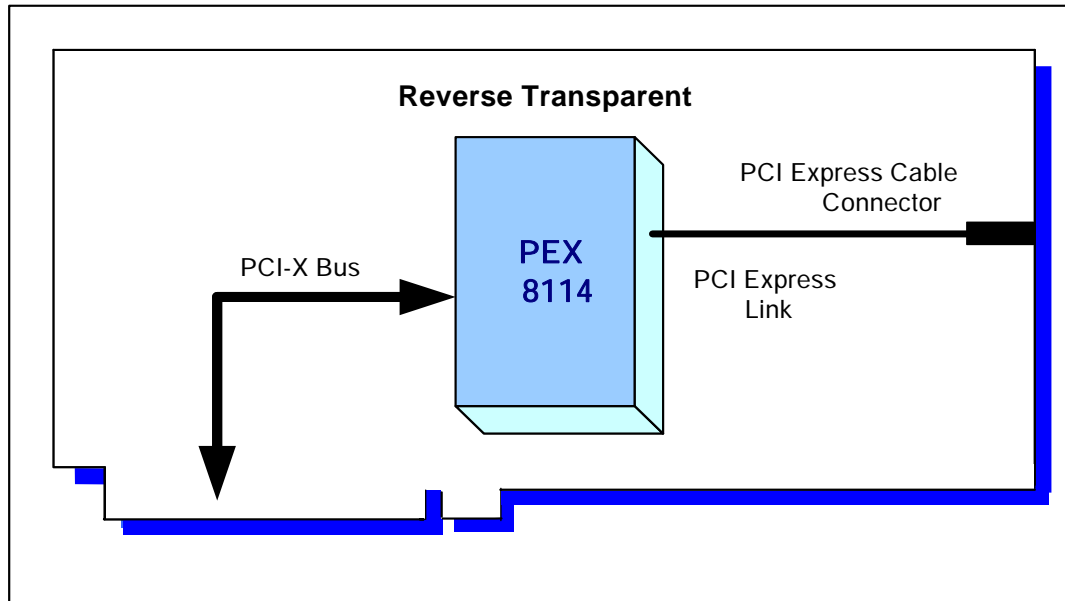 Reverse Transparent
PCI Express Cable
Connector
PEX
8114
PCI-X Bus
PCI Express
Link